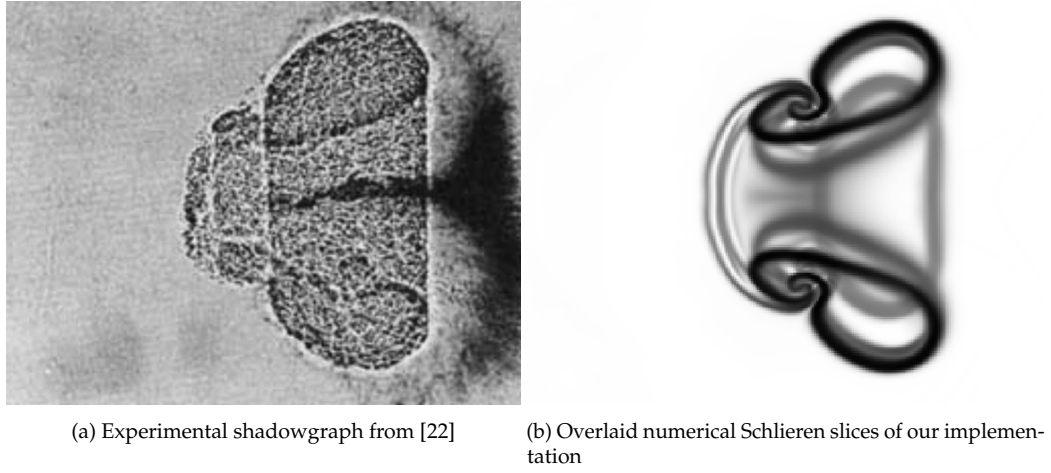 (a) Experimental shadowgraph from [22]
(b) Overlaid numerical Schlieren slices of our implemen-
tation